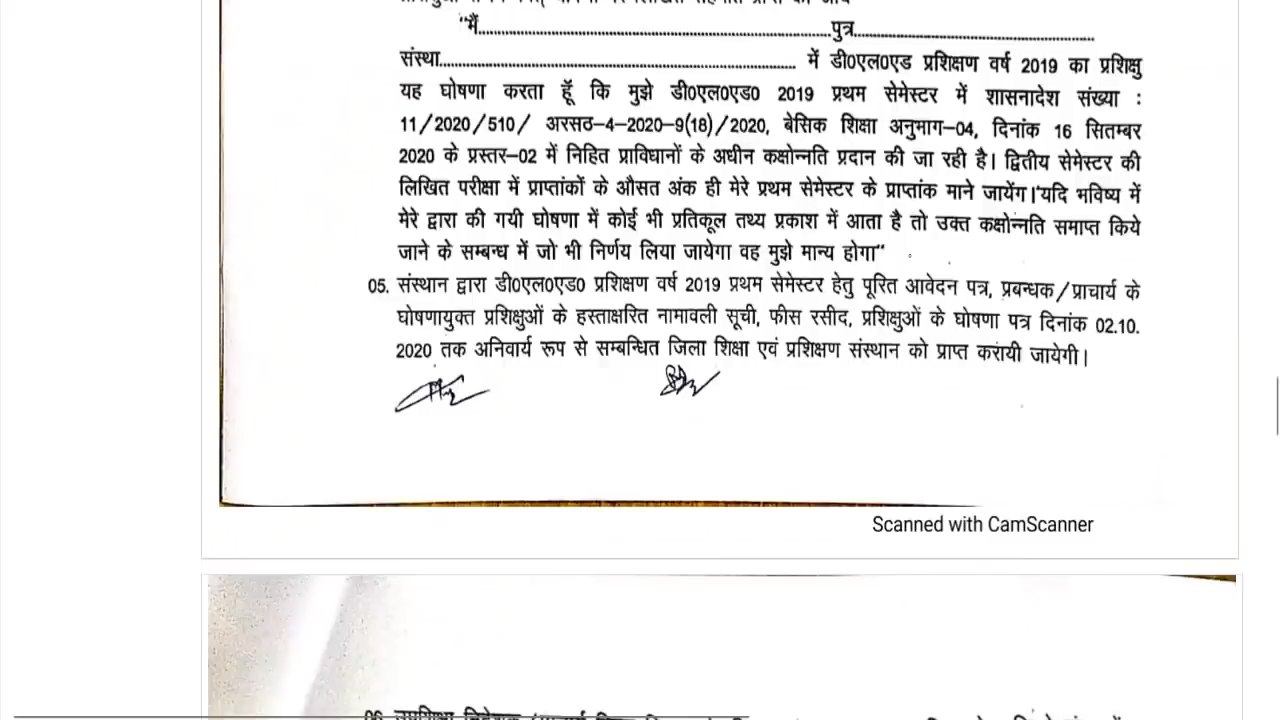 "मैं...............................................................................................पुत्र.................................................................
संस्था................................................................................................ में डी0एल0एड प्रशिक्षण वर्ष 2019 का प्रशिक्षु
यह घोषणा करता हूँ कि मुझे डी0एल0एड0 2019 प्रथम सेमेस्टर में शासनादेश संख्या :
11/2020/510/ अरसठ-4-2020-9(18)/2020, बेसिक शिक्षा अनुभाग-04, दिनांक 16 सितम्बर
2020 के प्रस्तर-02 में निहित प्राविधानों के अधीन कक्षोन्नति प्रदान की जा रही है। द्वितीय सेमेस्टर की
लिखित परीक्षा में प्राप्तांकों के औसत अंक ही मेरे प्रथम सेमेस्टर के प्राप्तांक माने जायेंग। यदि भविष्य में
मेरे द्वारा की गयी घोषणा में कोई भी प्रतिकूल तथ्य प्रकाश में आता है तो उक्त कक्षोन्नति समाप्त किये
जाने के सम्बन्ध में जो भी निर्णय लिया जायेगा वह मुझे मान्य होगा"
05. संस्थान द्वारा डी0एल0एड0 प्रशिक्षण वर्ष 2019 प्रथम सेमेस्टर हेतु पूरित आवेदन पत्र, प्रबन्धक/प्राचार्य के
घोषणायुक्त प्रशिक्षुओं के हस्ताक्षरित नामावली सूची, फीस रसीद, प्रशिक्षुओं के घोषणा पत्र दिनांक 02.10.
2020 तक अनिवार्य रूप से सम्बन्धित जिला शिक्षा एवं प्रशिक्षण संस्थान को प्राप्त करायी जायेगी।
Scanned with CamScanner